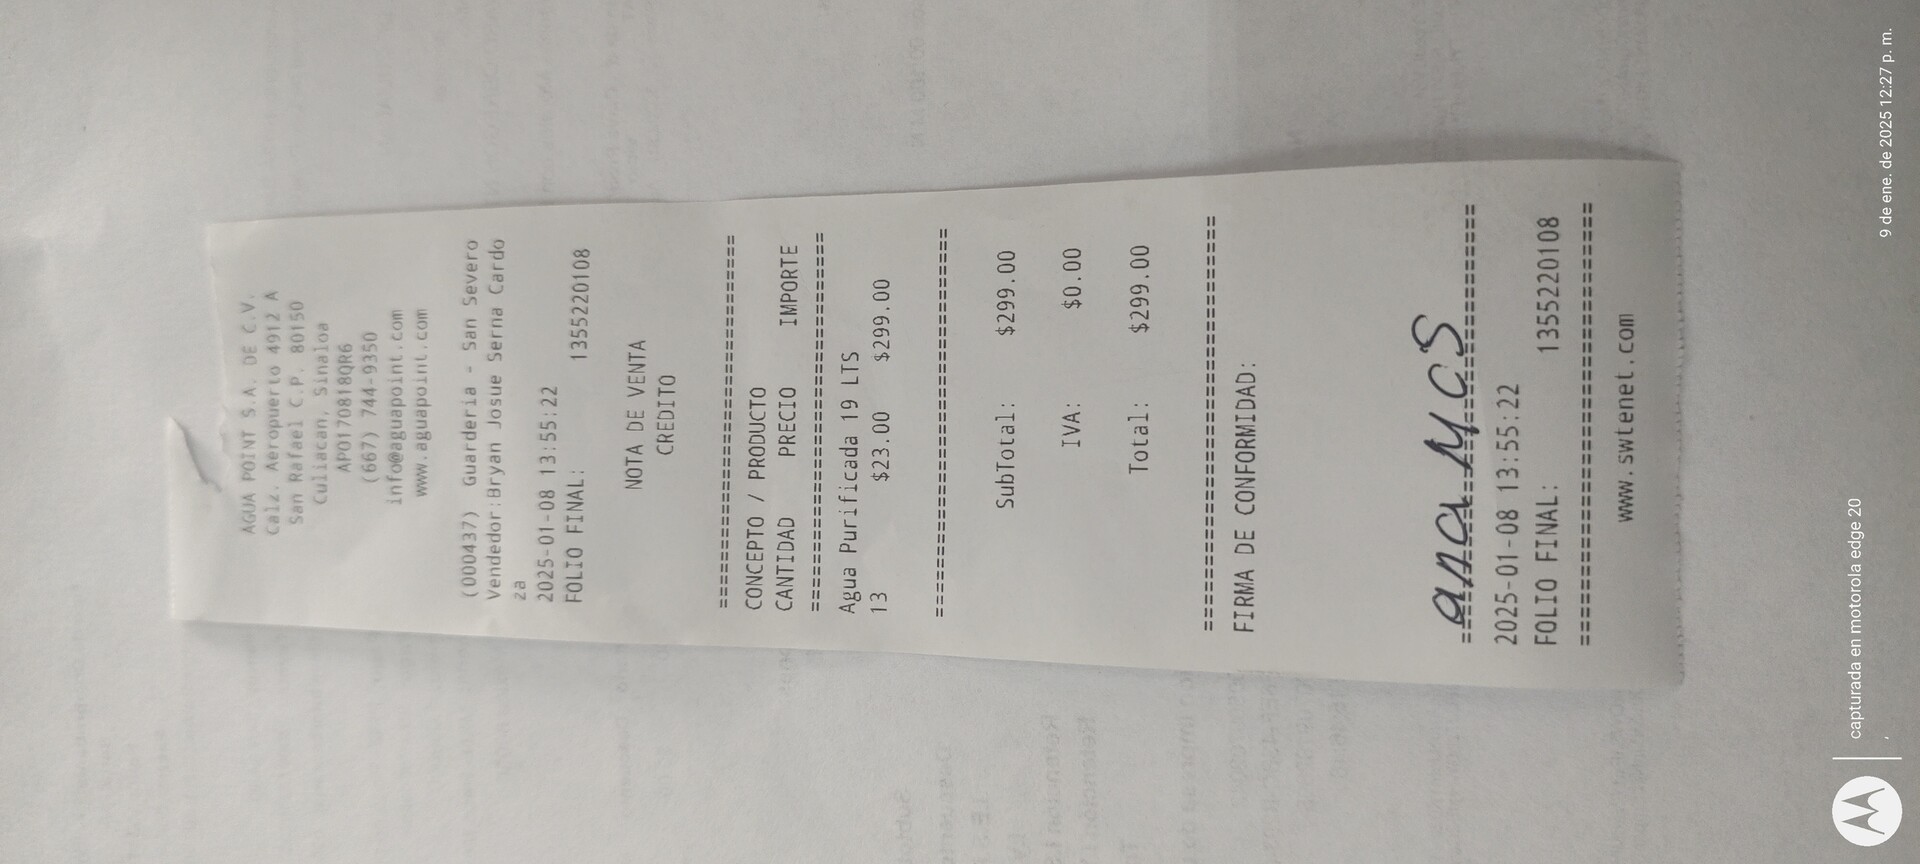 AGUA POINT S.A. DE C.V.
Calz. Aeropuerto 4912 A
San Rafael C.P. 80150
Culiacan, Sinaloa
APO170818QR6
(667) 744-9350
info@aguapoint.com
www.aguapoint.com
(000437) Guarderia - San Severo
Vendedor:Bryan Josue Serna Cardo
za
2025-01-08 13:55:22
FOLIO FINAL: 1355220108
NOTA DE VENTA
CREDITO
================================
CONCEPTO / PRODUCTO
CANTIDAD PRECIO IMPORTE
================================
Agua Purificada 19 LTS
13 $23.00 $299.00
================================
SubTotal: $299.00
IVA: $0.00
Total: $299.00
================================
FIRMA DE CONFORMIDAD:
ana M C S
================================
2025-01-08 13:55:22
FOLIO FINAL: 1355220108
================================
www.swtenet.com
capturada en motorola edge 20
9 de ene. de 2025 12:27 p. m.